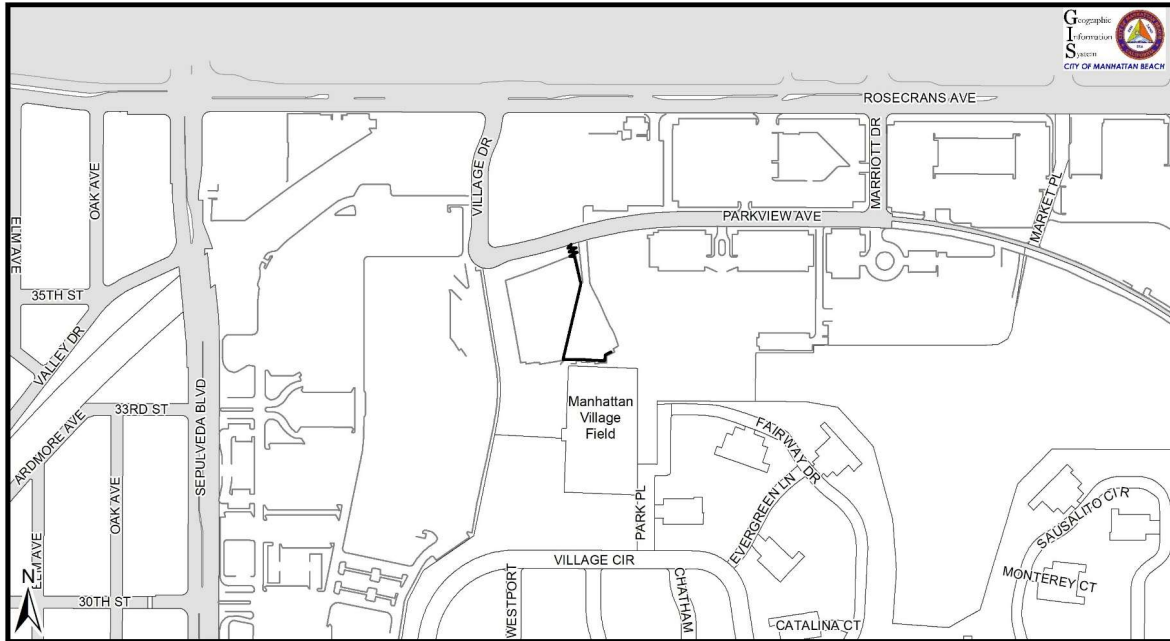 Geographic
Information
System
CITY OF MANHATTAN BEACH
ROSECRANS AVE
OAK AVE
ELM AVE
VILLAGE DR
MARRIOTT DR
MARKET PL
PARKVIEW AVE
35TH ST
VALLEY DR
33RD ST
ARDMORE AVE
SEPULVEDA BLVD
Manhattan
Village
Field
FAIRWAY DR
EVERGREEN LN
PARK PL
OAK AVE
ELM AVE
SAUSALITO CIR
MONTEREY CT
VILLAGE CIR
WESTPORT
CHATHAM
CATALINA CT
30TH ST
N